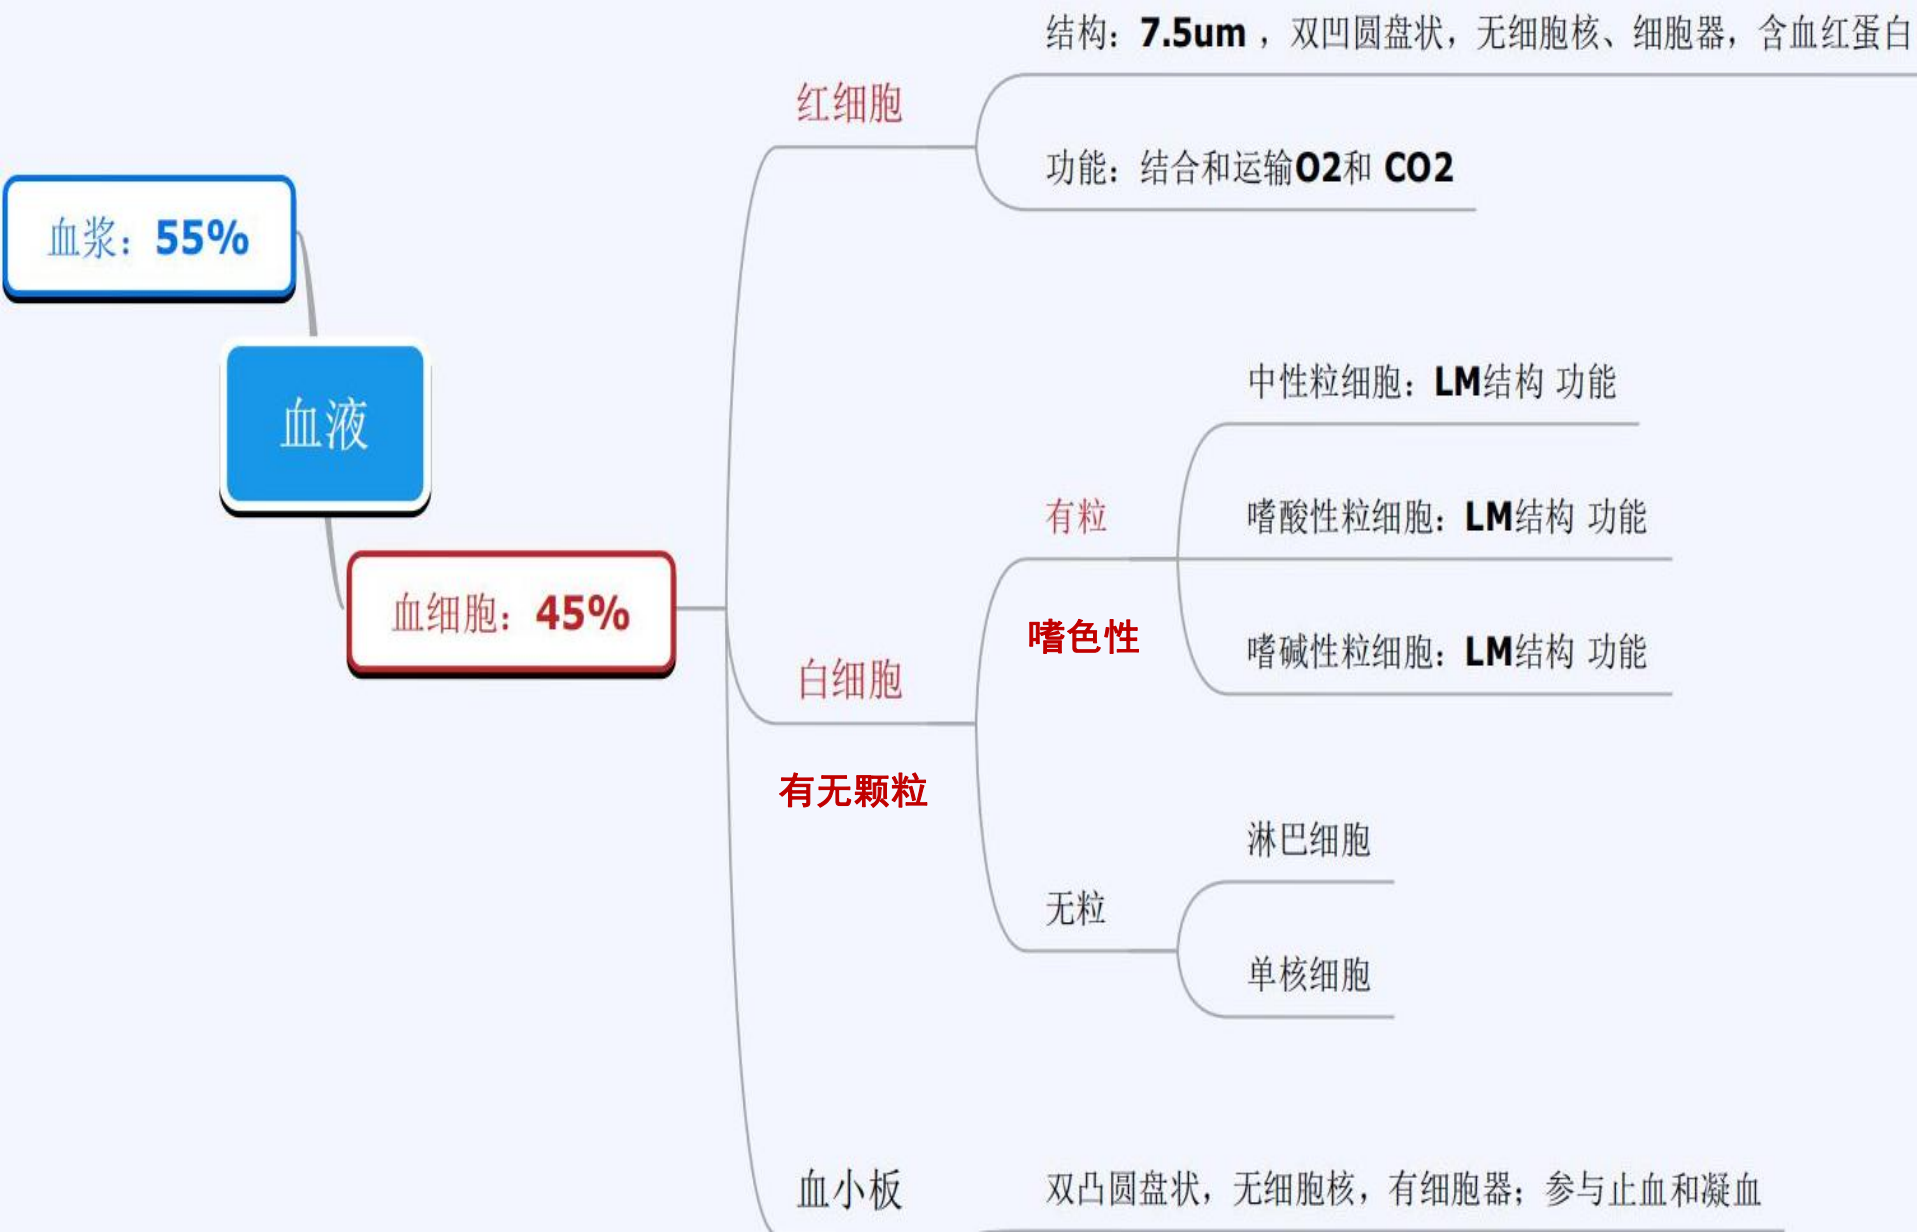 结构：7.5um ，双凹圆盘状，无细胞核、细胞器，含血红蛋白
红细胞
功能：结合和运输O2和 CO2
血浆：55%
血液
血细胞：45%
中性粒细胞：LM结构 功能
有粒
嗜酸性粒细胞：LM结构 功能
嗜色性
嗜碱性粒细胞：LM结构 功能
白细胞
有无颗粒
淋巴细胞
无粒
单核细胞
血小板
双凸圆盘状，无细胞核，有细胞器；参与止血和凝血